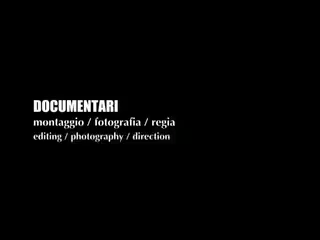 DOCUMENTARI
montaggio / fotografia / regia
editing / photography / direction